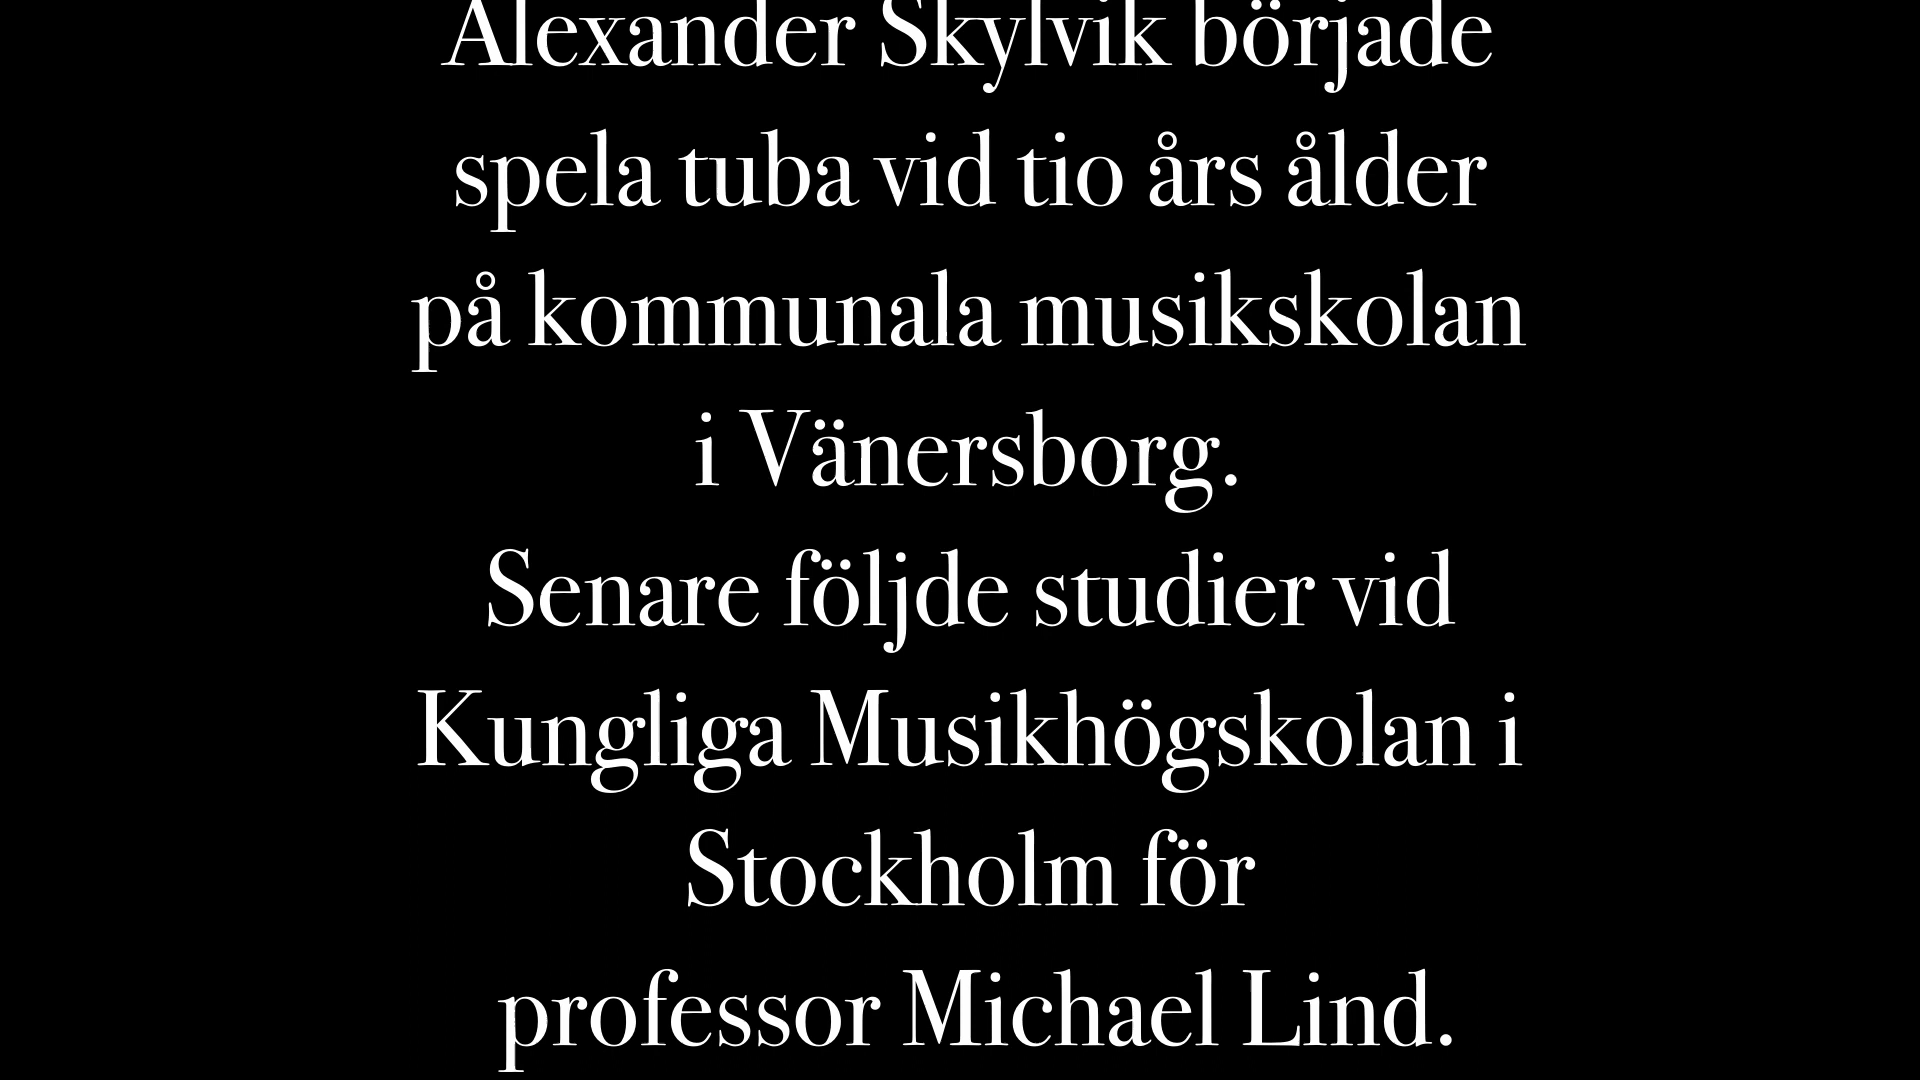 Alexander Skylvik började
spela tuba vid tio års ålder
på kommunala musikskolan
i Vänersborg.
Senare följde studier vid
Kungliga Musikhögskolan i
Stockholm för
professor Michael Lind.